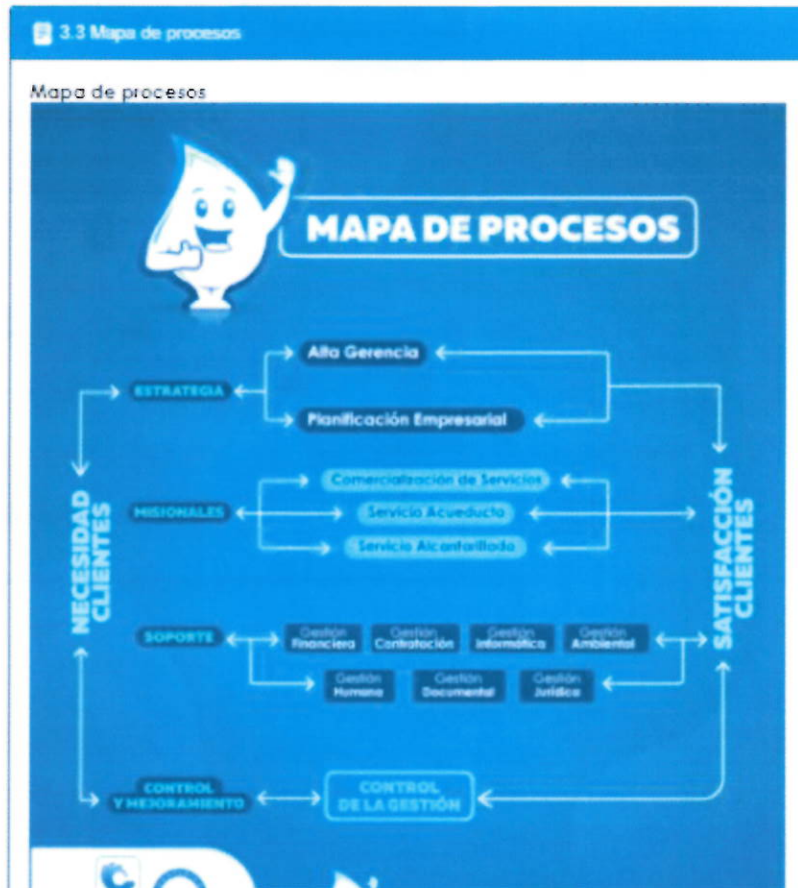 3.3 Mapa de procesos
Mapa de procesos
MAPA DE PROCESOS
Alta Gerencia
ESTRATEGIA
Planificación Empresarial
Comercialización de Servicios
MISIONALES
Servicio Acueducto
Servicio Alcantarillado
NECESIDAD
CLIENTES
SATISFACCIÓN
CLIENTES
SOPORTE
Gestión
Financiera
Gestión
Contratación
Gestión
Informática
Gestión
Ambiental
Gestión
Humana
Gestión
Documental
Gestión
Jurídica
CONTROL
Y MEJORAMIENTO
CONTROL
DE LA GESTIÓN